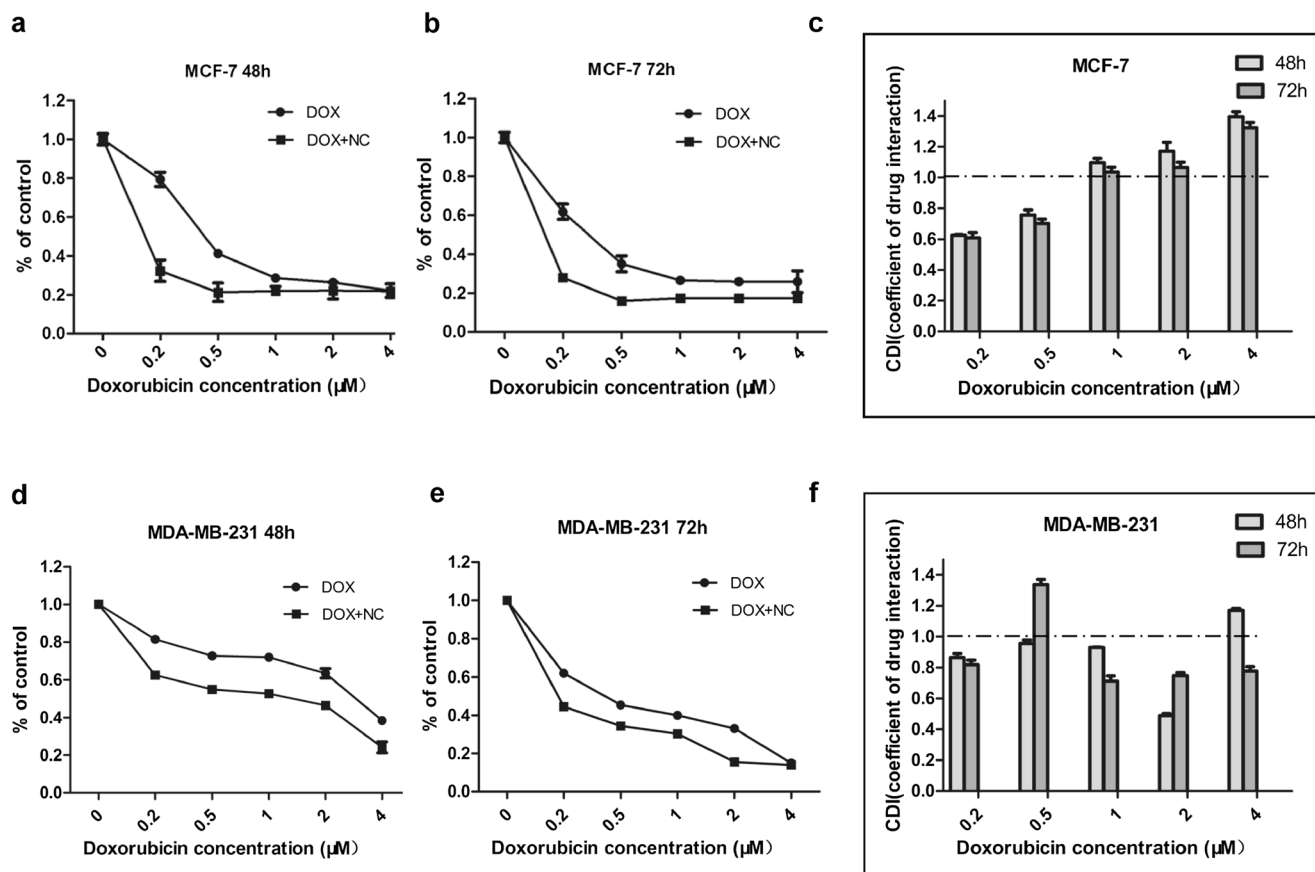 a
MCF-7 48h
DOX
DOX+NC
% of control
1.2
1.0
0.8
0.6
0.4
0.2
0.0
0
0.2
0.5
1
2
4
Doxorubicin concentration (μM)
b
MCF-7 72h
DOX
DOX+NC
% of control
1.2
1.0
0.8
0.6
0.4
0.2
0.0
0
0.2
0.5
1
2
4
Doxorubicin concentration (μM)
c
MCF-7
48h
72h
CDI(coefficient of drug interaction)
1.4
1.2
1.0
0.8
0.6
0.4
0.2
0.0
0.2
0.5
1
2
4
Doxorubicin concentration (μM)
d
MDA-MB-231 48h
DOX
DOX+NC
% of control
1.2
1.0
0.8
0.6
0.4
0.2
0.0
0
0.2
0.5
1
2
4
Doxorubicin concentration (μM)
e
MDA-MB-231 72h
DOX
DOX+NC
% of control
1.2
1.0
0.8
0.6
0.4
0.2
0.0
0
0.2
0.5
1
2
4
Doxorubicin concentration (μM)
f
MDA-MB-231
48h
72h
CDI(coefficient of drug interaction)
1.4
1.2
1.0
0.8
0.6
0.4
0.2
0.0
0.2
0.5
1
2
4
Doxorubicin concentration (μM)